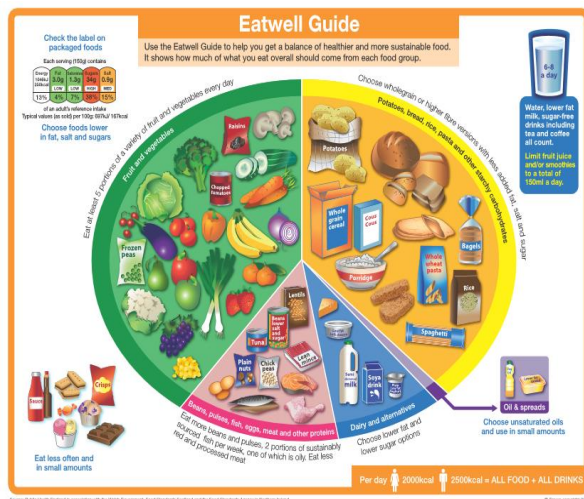 Eatwell Guide
Use the Eatwell Guide to help you get a balance of healthier and more sustainable food.
It shows how much of what you eat overall should come from each food group.
Check the label on
packaged foods
Each serving (150g) contains
Energy Fat Saturates Sugars Salt
3.0g 1.3g 34g 0.9g
LOW LOW HIGH MED
13% 4% 7% 38% 15%
of an adult's reference intake
Typical values (as sold) per 100g: 697kJ/ 167kcal
Choose foods lower
in fat, salt and sugars
6-8
a day
Water, lower fat
milk, sugar-free
drinks including
tea and coffee
all count.
Limit fruit juice
and/or smoothies
to a total of
150ml a day.
Eat at least 5 portions of a variety of fruit and vegetables every day
Fruit and vegetables
Raisins
Chopped
tomatoes
Frozen
peas
Choose wholegrain or higher fibre versions with less added fat, salt and sugar
Potatoes, bread, rice, pasta and other starchy carbohydrates
Potatoes
Whole
grain
cereal
Cous
Cous
Porridge
Whole
wheat
pasta
Bagels
Rice
Spaghetti
Lentils
Tuna
Beans
lower
salt
and
sugar
Plain
nuts
Chick
peas
Lean
mince
Beans, pulses, fish, eggs, meat and other proteins
Eat more beans and pulses, 2 portions of sustainably
sourced fish per week, one of which is oily. Eat less
red and processed meat
milk
Soya
drink
Dairy and alternatives
Choose lower fat and
lower sugar options
Oil & spreads
Choose unsaturated oils
and use in small amounts
Sauce
Crisps
Eat less often and
in small amounts
Per day 2000kcal 2500kcal = ALL FOOD + ALL DRINKS